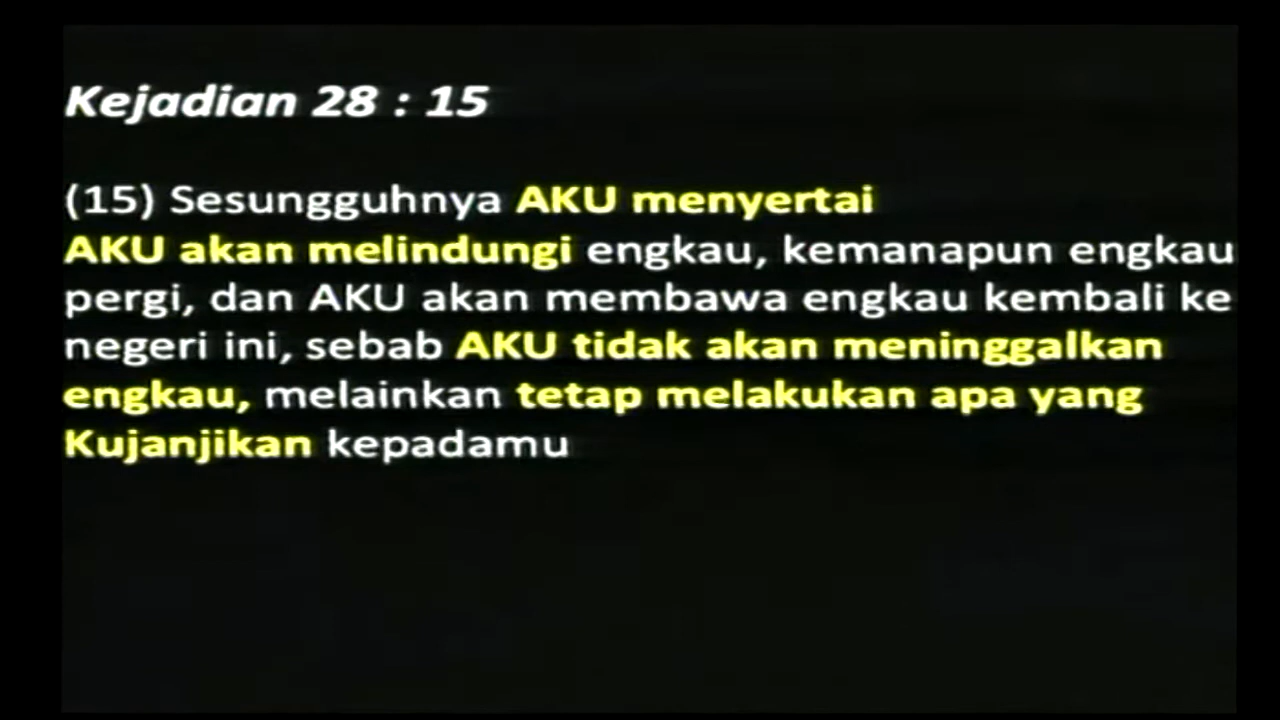 Kejadian 28 : 15
(15) Sesungguhnya AKU menyertai
AKU akan melindungi engkau, kemanapun engkau
pergi, dan AKU akan membawa engkau kembali ke
negeri ini, sebab AKU tidak akan meninggalkan
engkau, melainkan tetap melakukan apa yang
Kujanjikan kepadamu